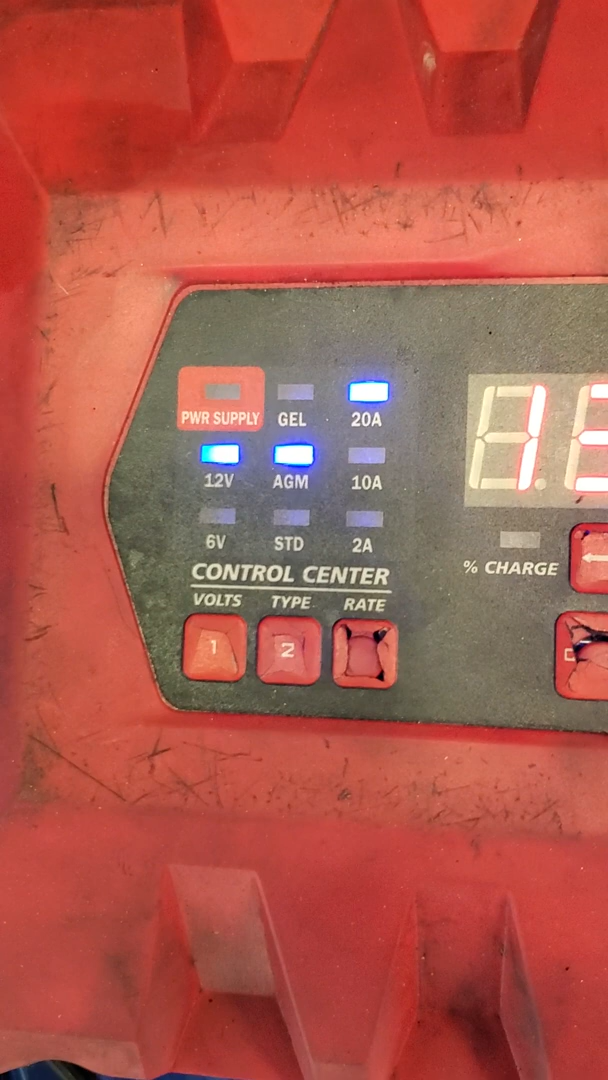 PWR SUPPLY GEL 20A
12V AGM 10A
6V STD 2A
% CHARGE
CONTROL CENTER
VOLTS TYPE RATE
1 2